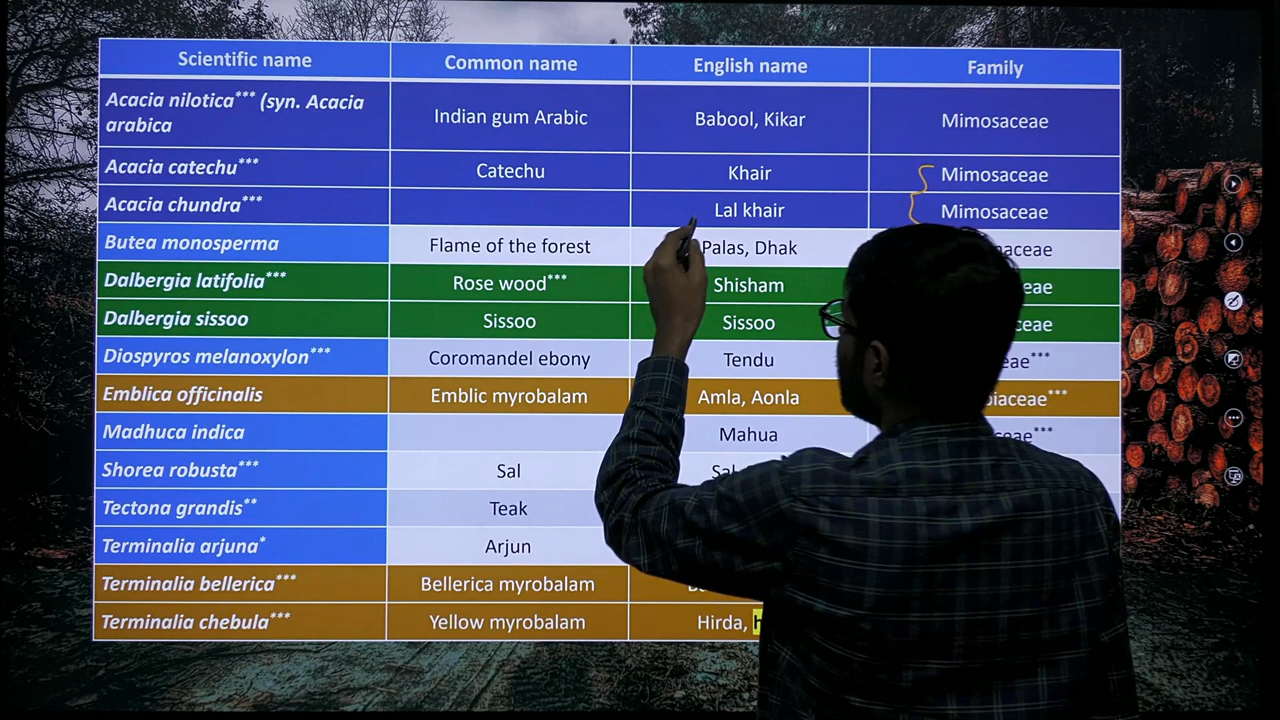 Scientific name Common name English name Family
Acacia nilotica*** (syn. Acacia arabica Indian gum Arabic Babool, Kikar Mimosaceae
Acacia catechu*** Catechu Khair Mimosaceae
Acacia chundra*** Lal khair Mimosaceae
Butea monosperma Flame of the forest Palas, Dhak
Dalbergia latifolia*** Rose wood*** Shisham
Dalbergia sissoo Sissoo Sissoo
Diospyros melanoxylon*** Coromandel ebony Tendu
Emblica officinalis Emblic myrobalam Amla, Aonla
Madhuca indica Mahua
Shorea robusta*** Sal
Tectona grandis** Teak
Terminalia arjuna* Arjun
Terminalia bellerica*** Bellerica myrobalam
Terminalia chebula*** Yellow myrobalam Hirda,